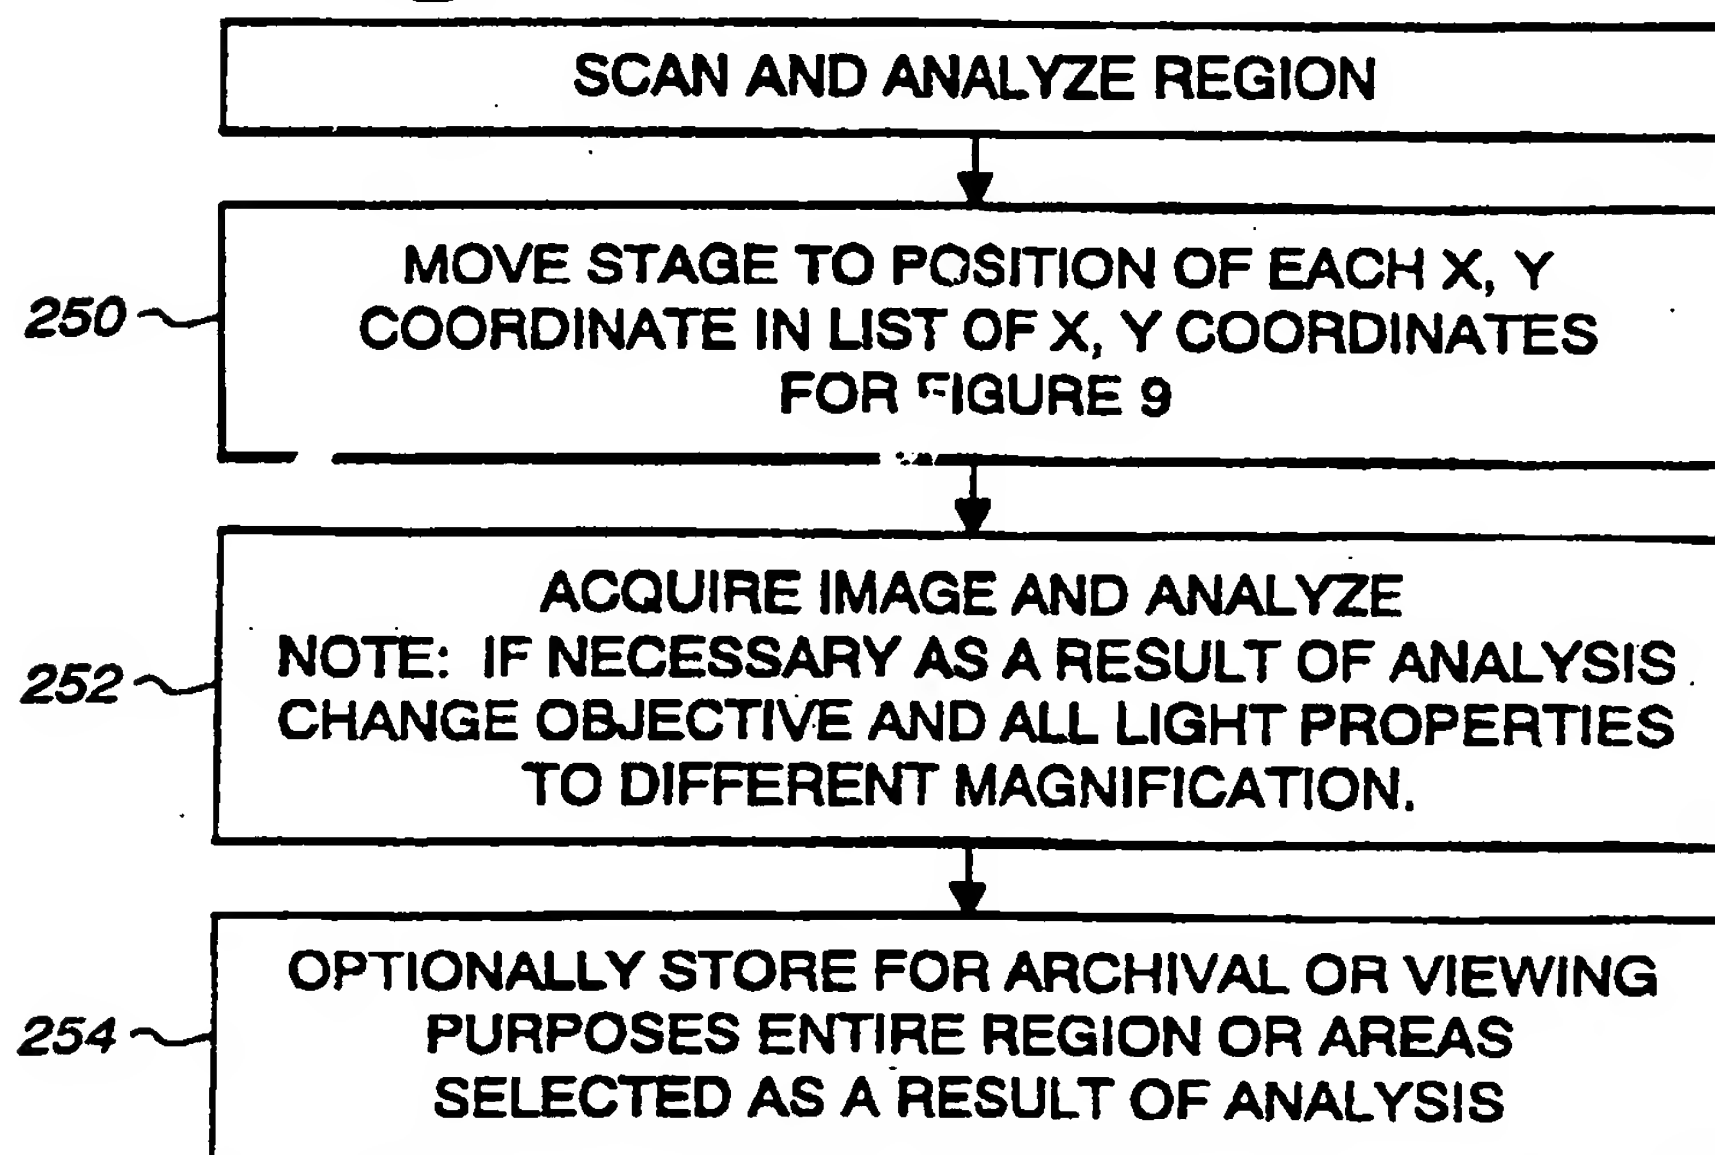 SCAN AND ANALYZE REGION
250
MOVE STAGE TO POSITION OF EACH X, Y
COORDINATE IN LIST OF X, Y COORDINATES
FOR FIGURE 9
252
ACQUIRE IMAGE AND ANALYZE
NOTE: IF NECESSARY AS A RESULT OF ANALYSIS
CHANGE OBJECTIVE AND ALL LIGHT PROPERTIES
TO DIFFERENT MAGNIFICATION.
254
OPTIONALLY STORE FOR ARCHIVAL OR VIEWING
PURPOSES ENTIRE REGION OR AREAS
SELECTED AS A RESULT OF ANALYSIS